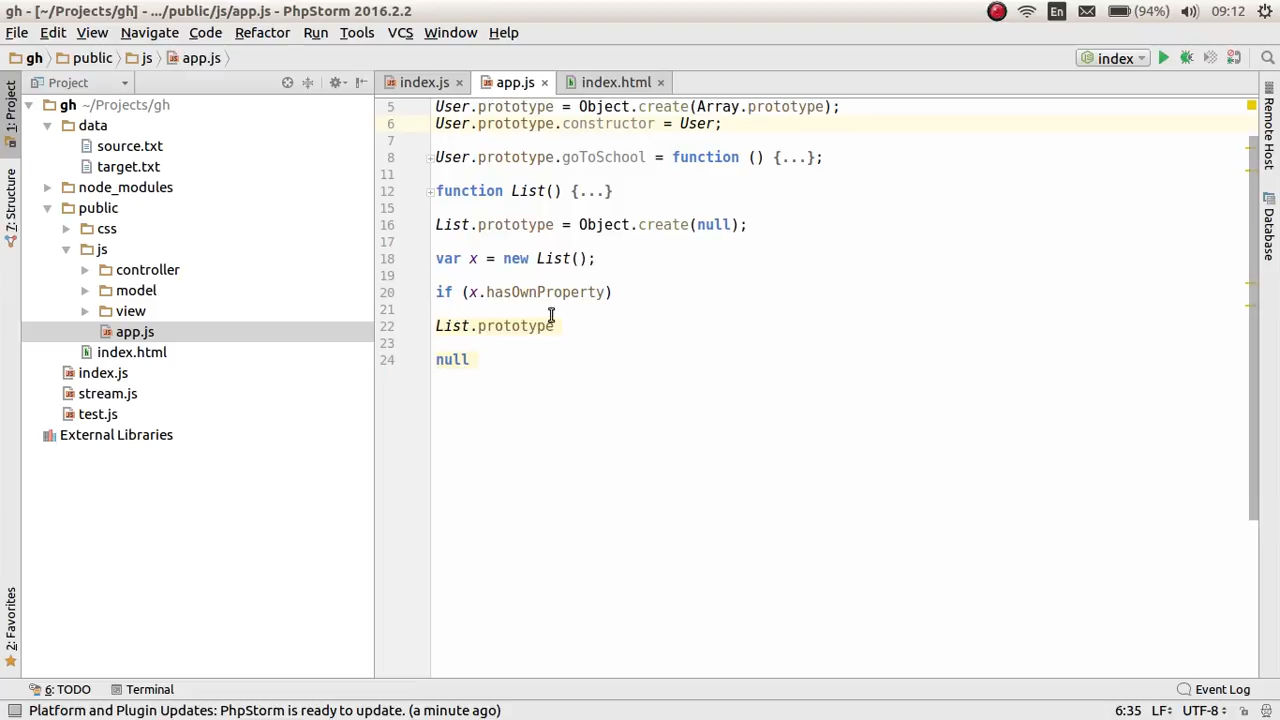 gh - [~/Projects/gh] - .../public/js/app.js - PhpStorm 2016.2.2
En (94%) 09:12
File Edit View Navigate Code Refactor Run Tools VCS Window Help
gh public js app.js index
Project index.js app.js index.html
1: Project
7: Structure
2: Favorites
Remote Host
Database
gh ~/Projects/gh
data
source.txt
target.txt
node_modules
public
css
js
controller
model
view
app.js
index.html
index.js
stream.js
test.js
External Libraries
5 User.prototype = Object.create(Array.prototype);
6 User.prototype.constructor = User;
7
8 User.prototype.goToSchool = function () {...};
11
12 function List() {...}
15
16 List.prototype = Object.create(null);
17
18 var x = new List();
19
20 if (x.hasOwnProperty)
21
22 List.prototype
23
24 null
6: TODO Terminal Event Log
Platform and Plugin Updates: PhpStorm is ready to update. (a minute ago) 6:35 LF UTF-8